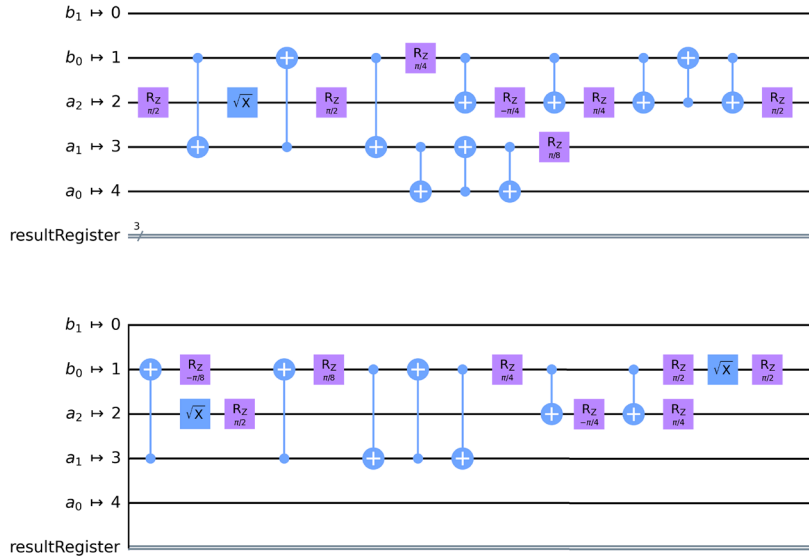 b₁ ↦ 0
b₀ ↦ 1
R_Z π/4
a₂ ↦ 2
R_Z π/2
√X
R_Z π/2
R_Z -π/4
R_Z π/4
R_Z π/2
a₁ ↦ 3
R_Z π/8
a₀ ↦ 4
3
resultRegister
b₁ ↦ 0
b₀ ↦ 1
R_Z -π/8
R_Z π/8
R_Z π/4
R_Z π/2
√X
R_Z π/2
a₂ ↦ 2
√X
R_Z π/2
R_Z -π/4
R_Z π/4
a₁ ↦ 3
a₀ ↦ 4
resultRegister